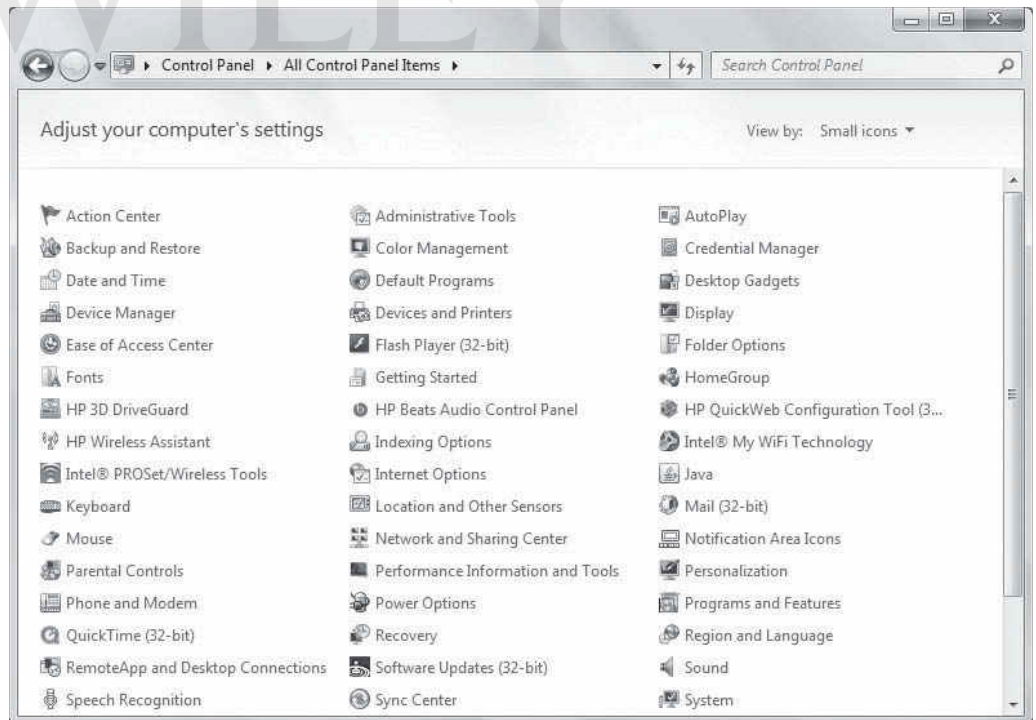 WILEY
Control Panel ▸ All Control Panel Items ▸
Search Control Panel
Adjust your computer's settings
View by: Small icons
Action Center Administrative Tools AutoPlay
Backup and Restore Color Management Credential Manager
Date and Time Default Programs Desktop Gadgets
Device Manager Devices and Printers Display
Ease of Access Center Flash Player (32-bit) Folder Options
Fonts Getting Started HomeGroup
HP 3D DriveGuard HP Beats Audio Control Panel HP QuickWeb Configuration Tool (3...
HP Wireless Assistant Indexing Options Intel® My WiFi Technology
Intel® PROSet/Wireless Tools Internet Options Java
Keyboard Location and Other Sensors Mail (32-bit)
Mouse Network and Sharing Center Notification Area Icons
Parental Controls Performance Information and Tools Personalization
Phone and Modem Power Options Programs and Features
QuickTime (32-bit) Recovery Region and Language
RemoteApp and Desktop Connections Software Updates (32-bit) Sound
Speech Recognition Sync Center System